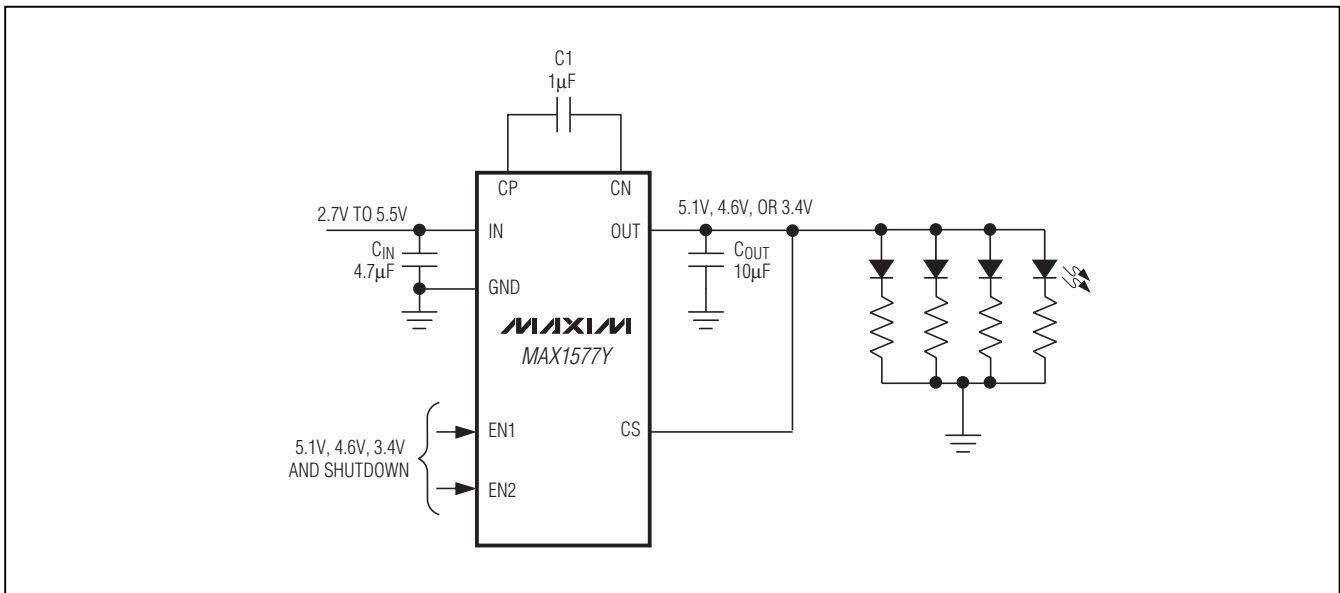 C1
1µF
CP
CN
2.7V TO 5.5V
5.1V, 4.6V, OR 3.4V
IN
OUT
CIN
4.7µF
COUT
10µF
GND
MAXIM
MAX1577Y
EN1
CS
5.1V, 4.6V, 3.4V
AND SHUTDOWN
EN2